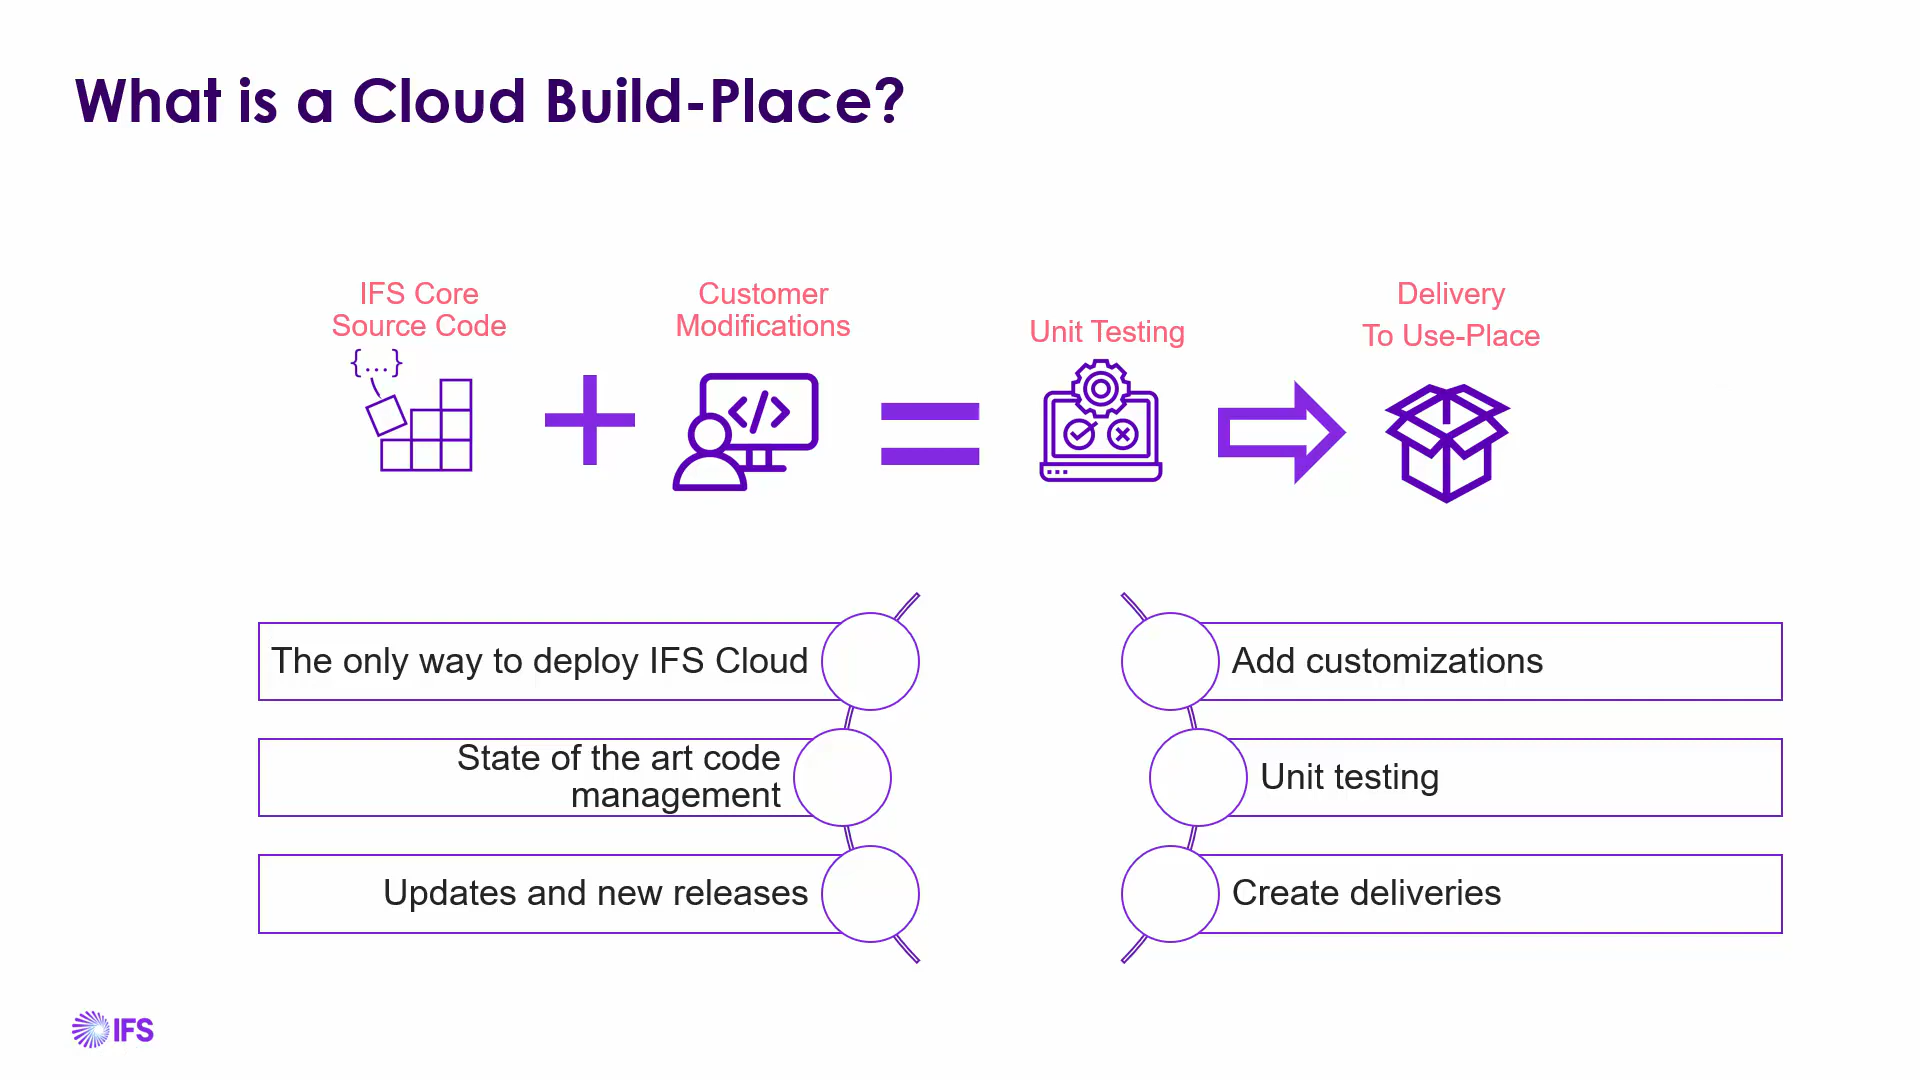 What is a Cloud Build-Place?
IFS Core
Source Code
{...}
Customer
Modifications
</>
Unit Testing
Delivery
To Use-Place
The only way to deploy IFS Cloud
State of the art code
management
Updates and new releases
Add customizations
Unit testing
Create deliveries
IFS